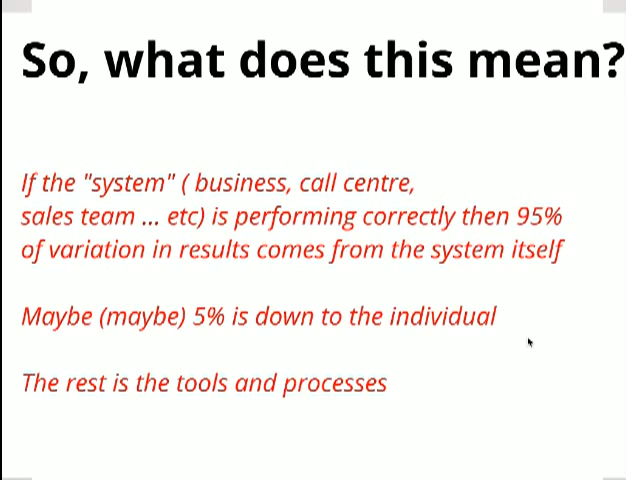 So, what does this mean?
If the "system" ( business, call centre,
sales team ... etc) is performing correctly then 95%
of variation in results comes from the system itself
Maybe (maybe) 5% is down to the individual
The rest is the tools and processes